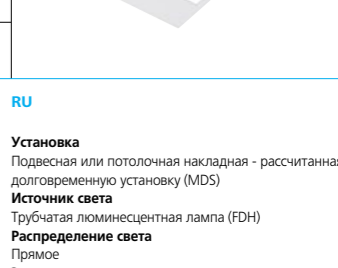 RU
Установка
Подвесная или потолочная накладная - рассчитанная
долговременную установку (MDS)
Источник света
Трубчатая люминесцентная лампа (FDH)
Распределение света
Прямое